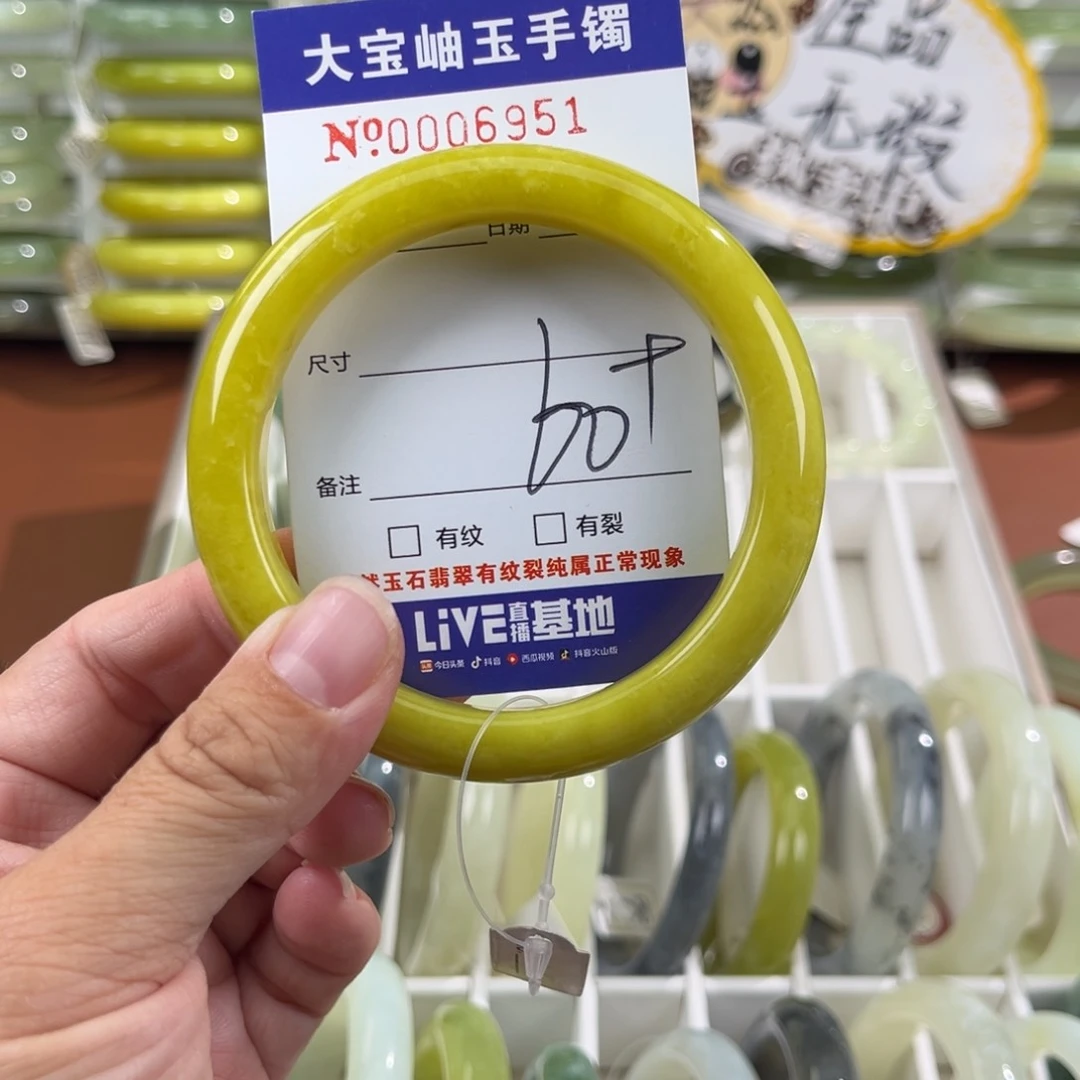 大宝岫玉手镯
Nº0006951
日期
尺寸
60+
备注
□ 有纹 □ 有裂
然玉石翡翠有纹裂纯属正常现象
LiVE直播基地
今日头条 抖音 西瓜视频 抖音火山版
无